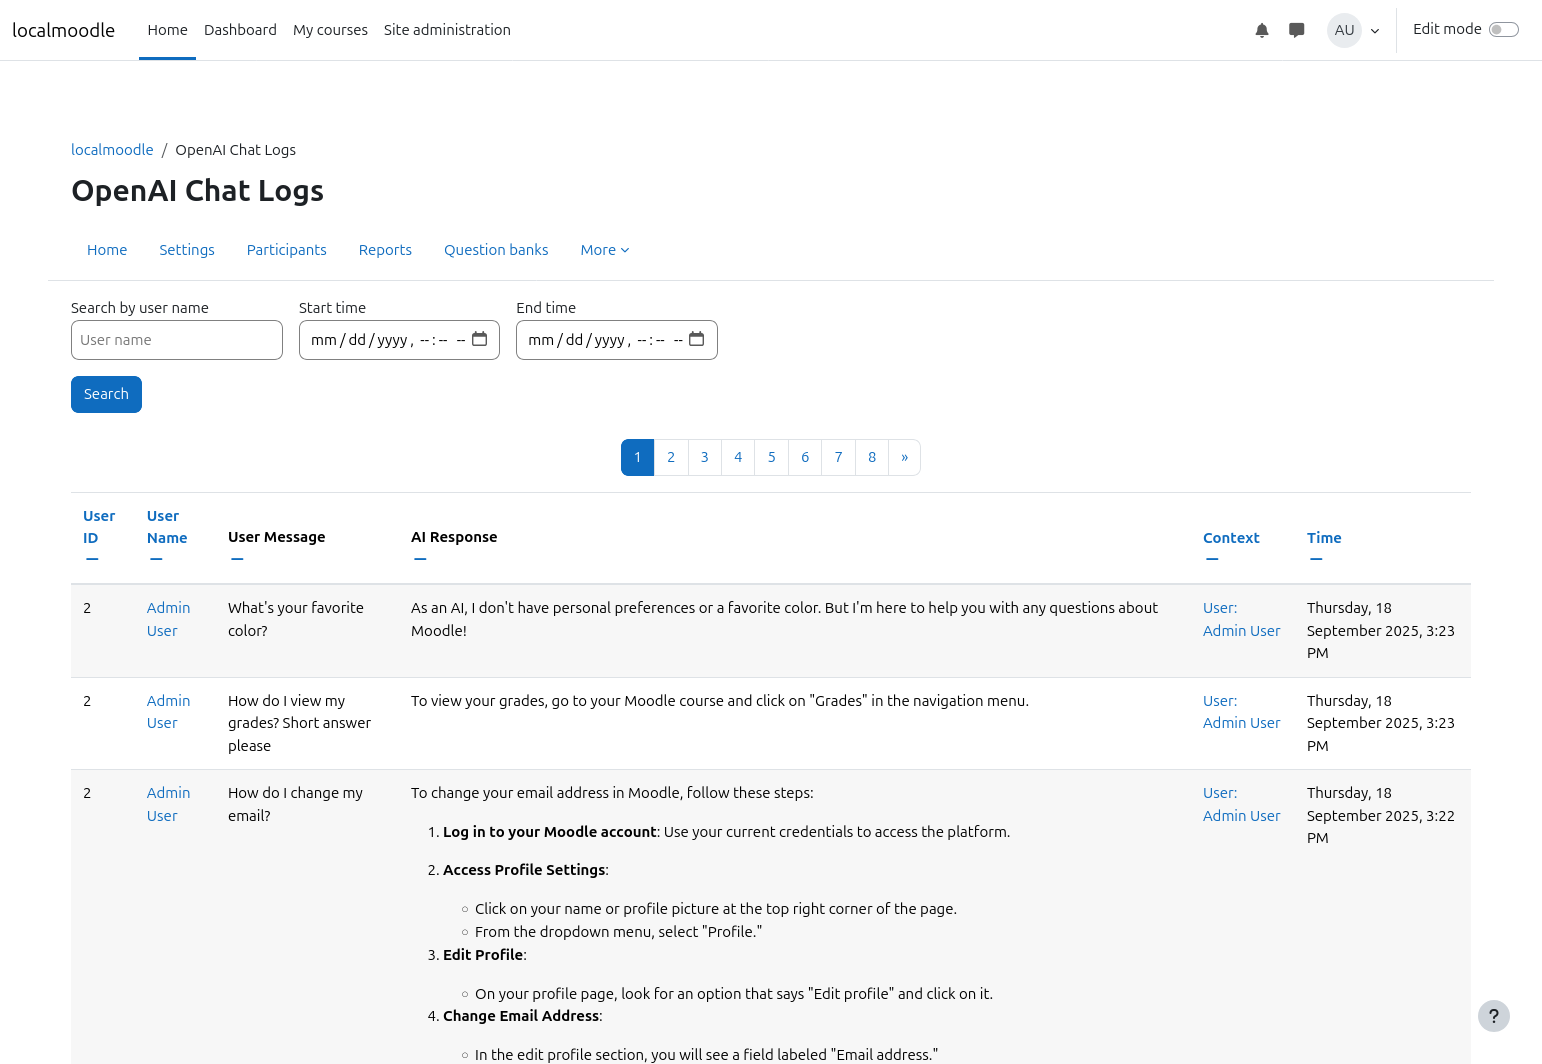 localmoodle Home Dashboard My courses Site administration AU Edit mode
localmoodle / OpenAI Chat Logs
OpenAI Chat Logs
Home Settings Participants Reports Question banks More
Search by user name Start time End time
User name mm/dd/yyyy, --:-- -- mm/dd/yyyy, --:-- --
Search
1 2 3 4 5 6 7 8 »
User ID User Name User Message AI Response Context Time
2 Admin User What's your favorite color? As an AI, I don't have personal preferences or a favorite color. But I'm here to help you with any questions about Moodle! User: Admin User Thursday, 18 September 2025, 3:23 PM
2 Admin User How do I view my grades? Short answer please To view your grades, go to your Moodle course and click on "Grades" in the navigation menu. User: Admin User Thursday, 18 September 2025, 3:23 PM
2 Admin User How do I change my email? To change your email address in Moodle, follow these steps: User: Admin User Thursday, 18 September 2025, 3:22 PM
1. Log in to your Moodle account: Use your current credentials to access the platform.
2. Access Profile Settings:
○ Click on your name or profile picture at the top right corner of the page.
○ From the dropdown menu, select "Profile."
3. Edit Profile:
○ On your profile page, look for an option that says "Edit profile" and click on it.
4. Change Email Address:
○ In the edit profile section, you will see a field labeled "Email address."
?